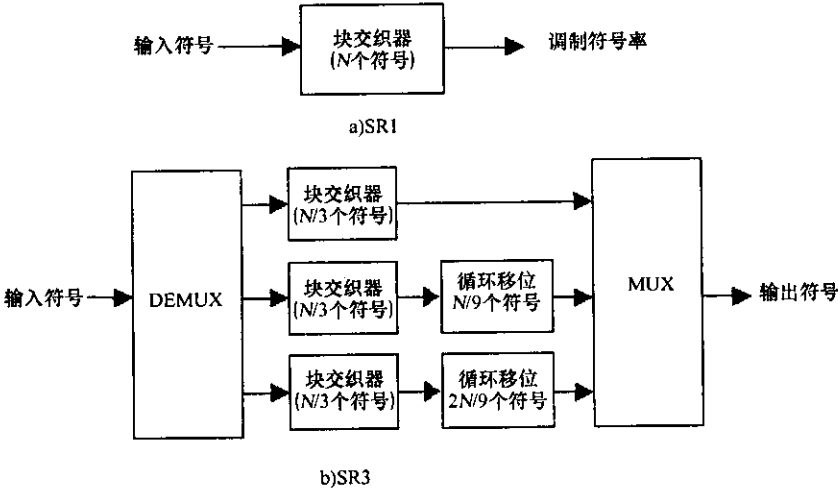 输入符号
块交织器
(N个符号)
调制符号率
a)SR1
块交织器
(N/3个符号)
输入符号
DEMUX
块交织器
(N/3个符号)
循环移位
N/9个符号
MUX
输出符号
块交织器
(N/3个符号)
循环移位
2N/9个符号
b)SR3